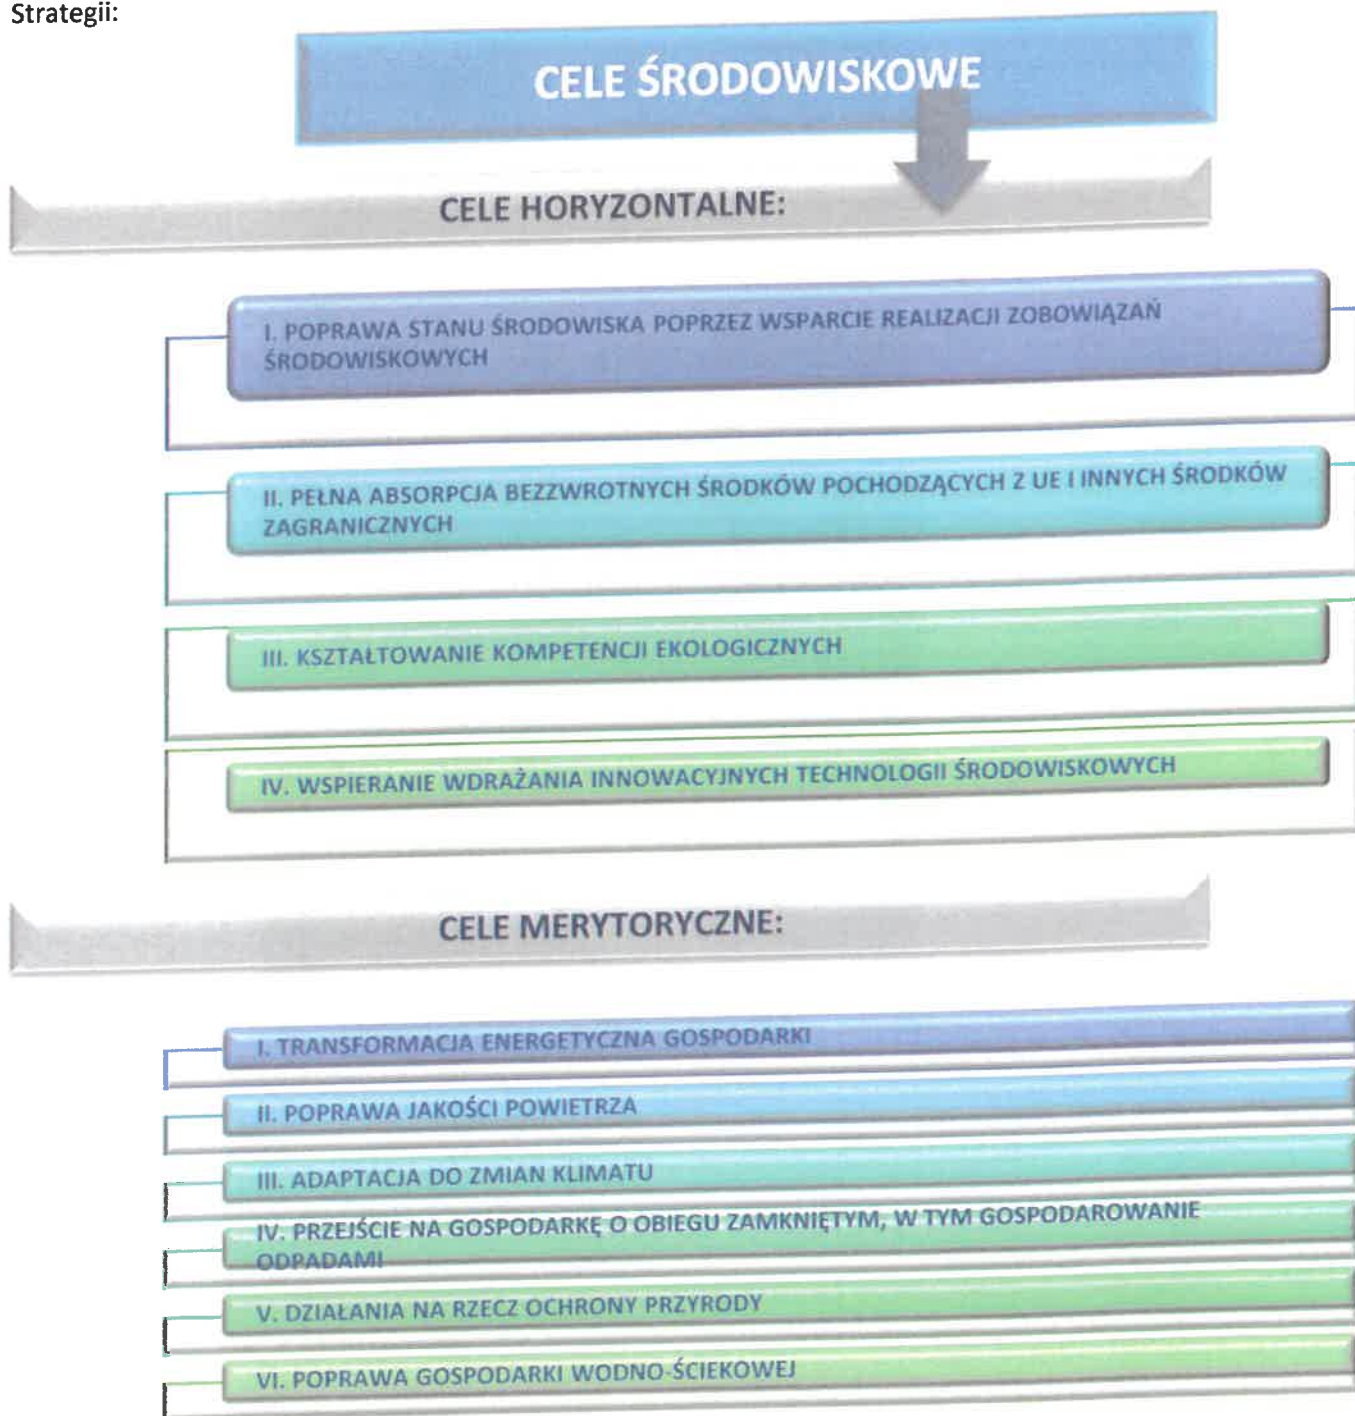 Strategii:
CELE ŚRODOWISKOWE
CELE HORYZONTALNE:
I. POPRAWA STANU ŚRODOWISKA POPRZEZ WSPARCIE REALIZACJI ZOBOWIĄZAŃ
ŚRODOWISKOWYCH
II. PEŁNA ABSORPCJA BEZZWROTNYCH ŚRODKÓW POCHODZĄCYCH Z UE I INNYCH ŚRODKÓW
ZAGRANICZNYCH
III. KSZTAŁTOWANIE KOMPETENCJI EKOLOGICZNYCH
IV. WSPIERANIE WDRAŻANIA INNOWACYJNYCH TECHNOLOGII ŚRODOWISKOWYCH
CELE MERYTORYCZNE:
I. TRANSFORMACJA ENERGETYCZNA GOSPODARKI
II. POPRAWA JAKOŚCI POWIETRZA
III. ADAPTACJA DO ZMIAN KLIMATU
IV. PRZEJŚCIE NA GOSPODARKĘ O OBIEGU ZAMKNIĘTYM, W TYM GOSPODAROWANIE
ODPADAMI
V. DZIAŁANIA NA RZECZ OCHRONY PRZYRODY
VI. POPRAWA GOSPODARKI WODNO-ŚCIEKOWEJ